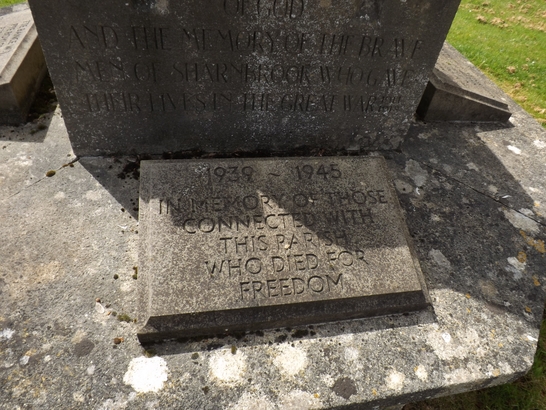 OF GOD
AND THE MEMORY OF THE BRAVE
MEN OF SHARNBROOK WHO GAVE
THEIR LIVES IN THE GREAT WAR
1939 ~ 1945
IN MEMORY OF THOSE
CONNECTED WITH
THIS PARISH
WHO DIED FOR
FREEDOM